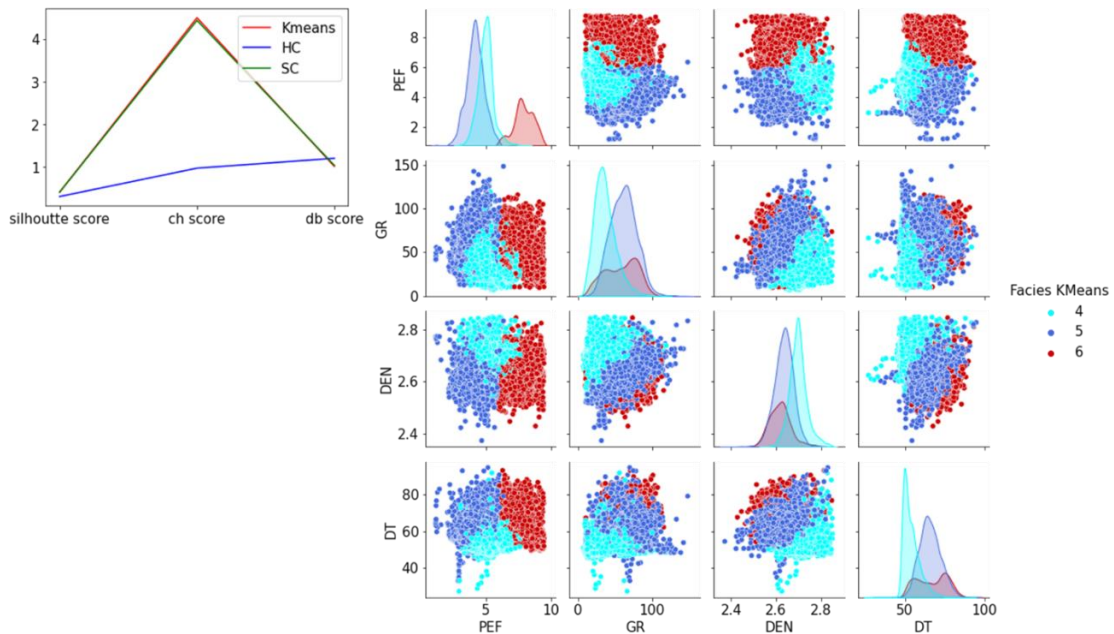 4
3
2
1
Kmeans
HC
SC
silhoutte score
ch score
db score
PEF
8
6
4
2
GR
150
100
50
0
DEN
2.8
2.6
2.4
DT
80
60
40
5
10
PEF
0
100
GR
2.4
2.6
2.8
DEN
50
100
DT
Facies KMeans
4
5
6